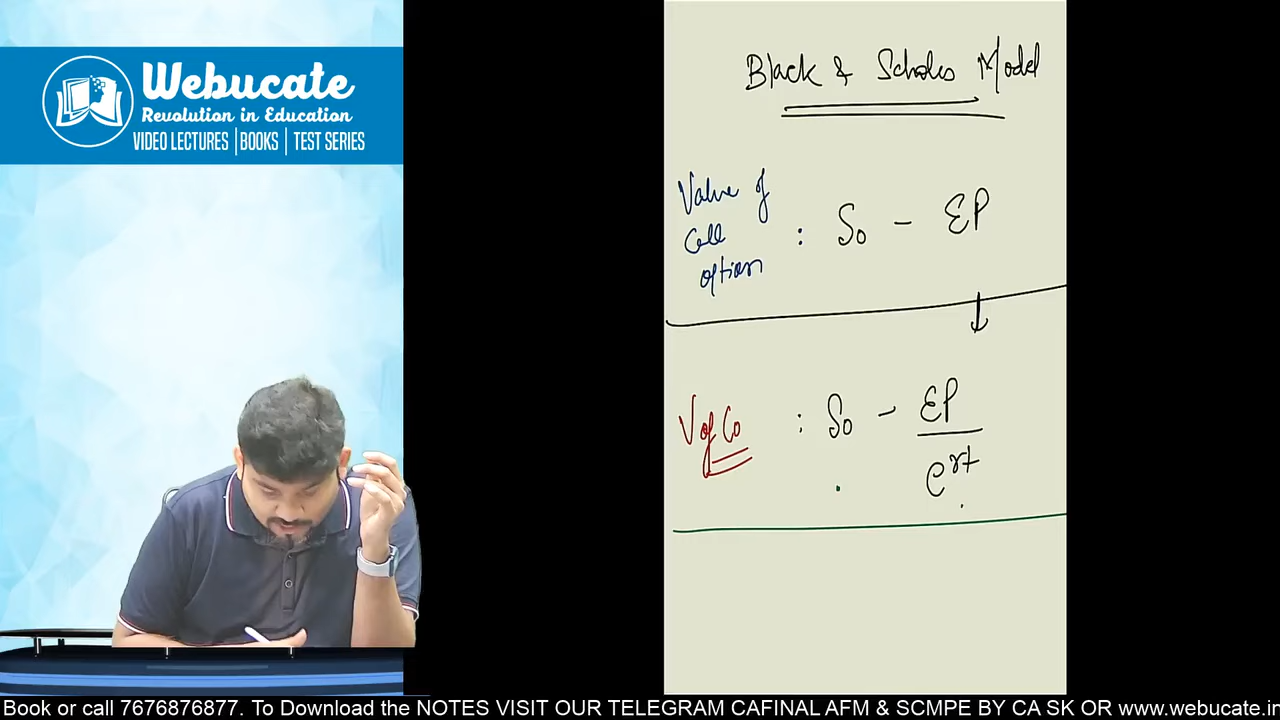 Webucate
Revolution in Education
VIDEO LECTURES | BOOKS | TEST SERIES
Black & Scholes Model
Value of
Call
option
: S₀ - EP
↓
V of Co : S₀ - EP
e^rt
Book or call 7676876877. To Download the NOTES VISIT OUR TELEGRAM CAFINAL AFM & SCMPE BY CA SK OR www.webucate.in